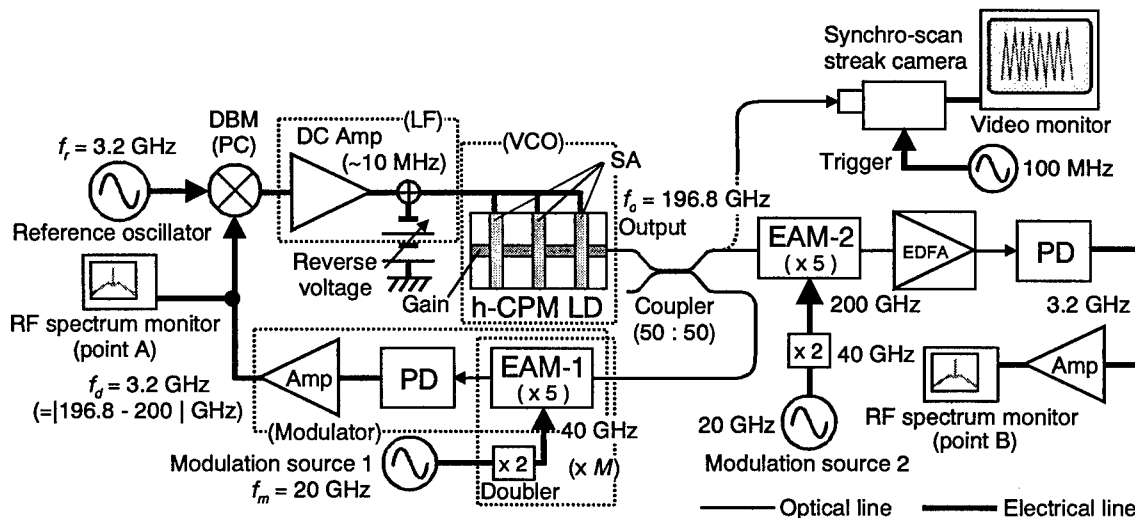 Synchro-scan
streak camera
Video monitor
Trigger
100 MHz
DBM
(PC)
f_r = 3.2 GHz
Reference oscillator
DC Amp
(LF)
(~10 MHz)
Reverse
voltage
(VCO)
SA
f_o = 196.8 GHz
Output
Gain
h-CPM LD
Coupler
(50 : 50)
EAM-2
(x 5)
EDFA
PD
200 GHz
3.2 GHz
x 2
40 GHz
20 GHz
Modulation source 2
Amp
RF spectrum monitor
(point B)
RF spectrum monitor
(point A)
f_d = 3.2 GHz
(=|196.8 - 200 | GHz)
Amp
PD
EAM-1
(x 5)
(Modulator)
40 GHz
(x M)
Modulation source 1
f_m = 20 GHz
x 2
Doubler
Optical line
Electrical line